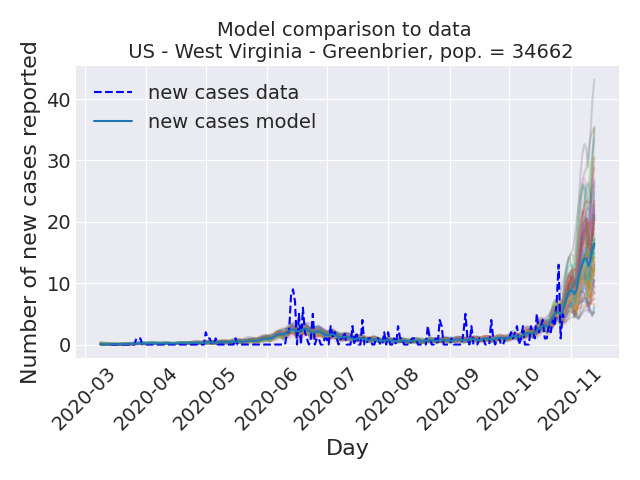 Model comparison to data
US - West Virginia - Greenbrier, pop. = 34662
Number of new cases reported
40
30
20
10
0
new cases data
new cases model
2020-03
2020-04
2020-05
2020-06
2020-07
2020-08
2020-09
2020-10
2020-11
Day